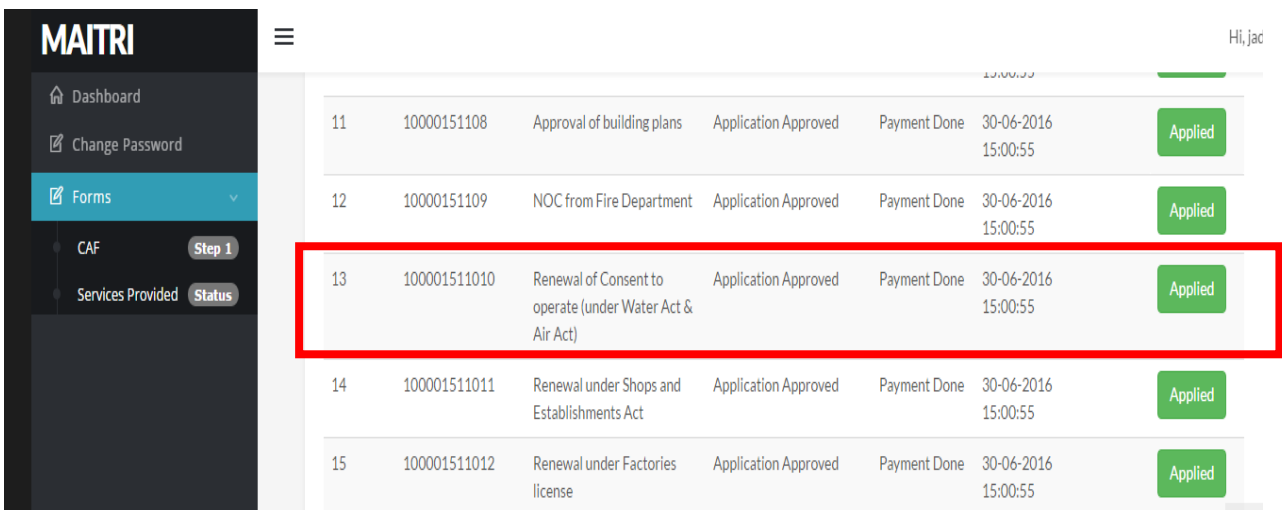 MAITRI
Hi, jad
Dashboard
Change Password
Forms
CAF Step 1
Services Provided Status
15:00:55
11 10000151108 Approval of building plans Application Approved Payment Done 30-06-2016
15:00:55
Applied
12 10000151109 NOC from Fire Department Application Approved Payment Done 30-06-2016
15:00:55
Applied
13 100001511010 Renewal of Consent to Application Approved Payment Done 30-06-2016
operate (under Water Act & 15:00:55
Air Act)
Applied
14 100001511011 Renewal under Shops and Application Approved Payment Done 30-06-2016
Establishments Act 15:00:55
Applied
15 100001511012 Renewal under Factories Application Approved Payment Done 30-06-2016
license 15:00:55
Applied